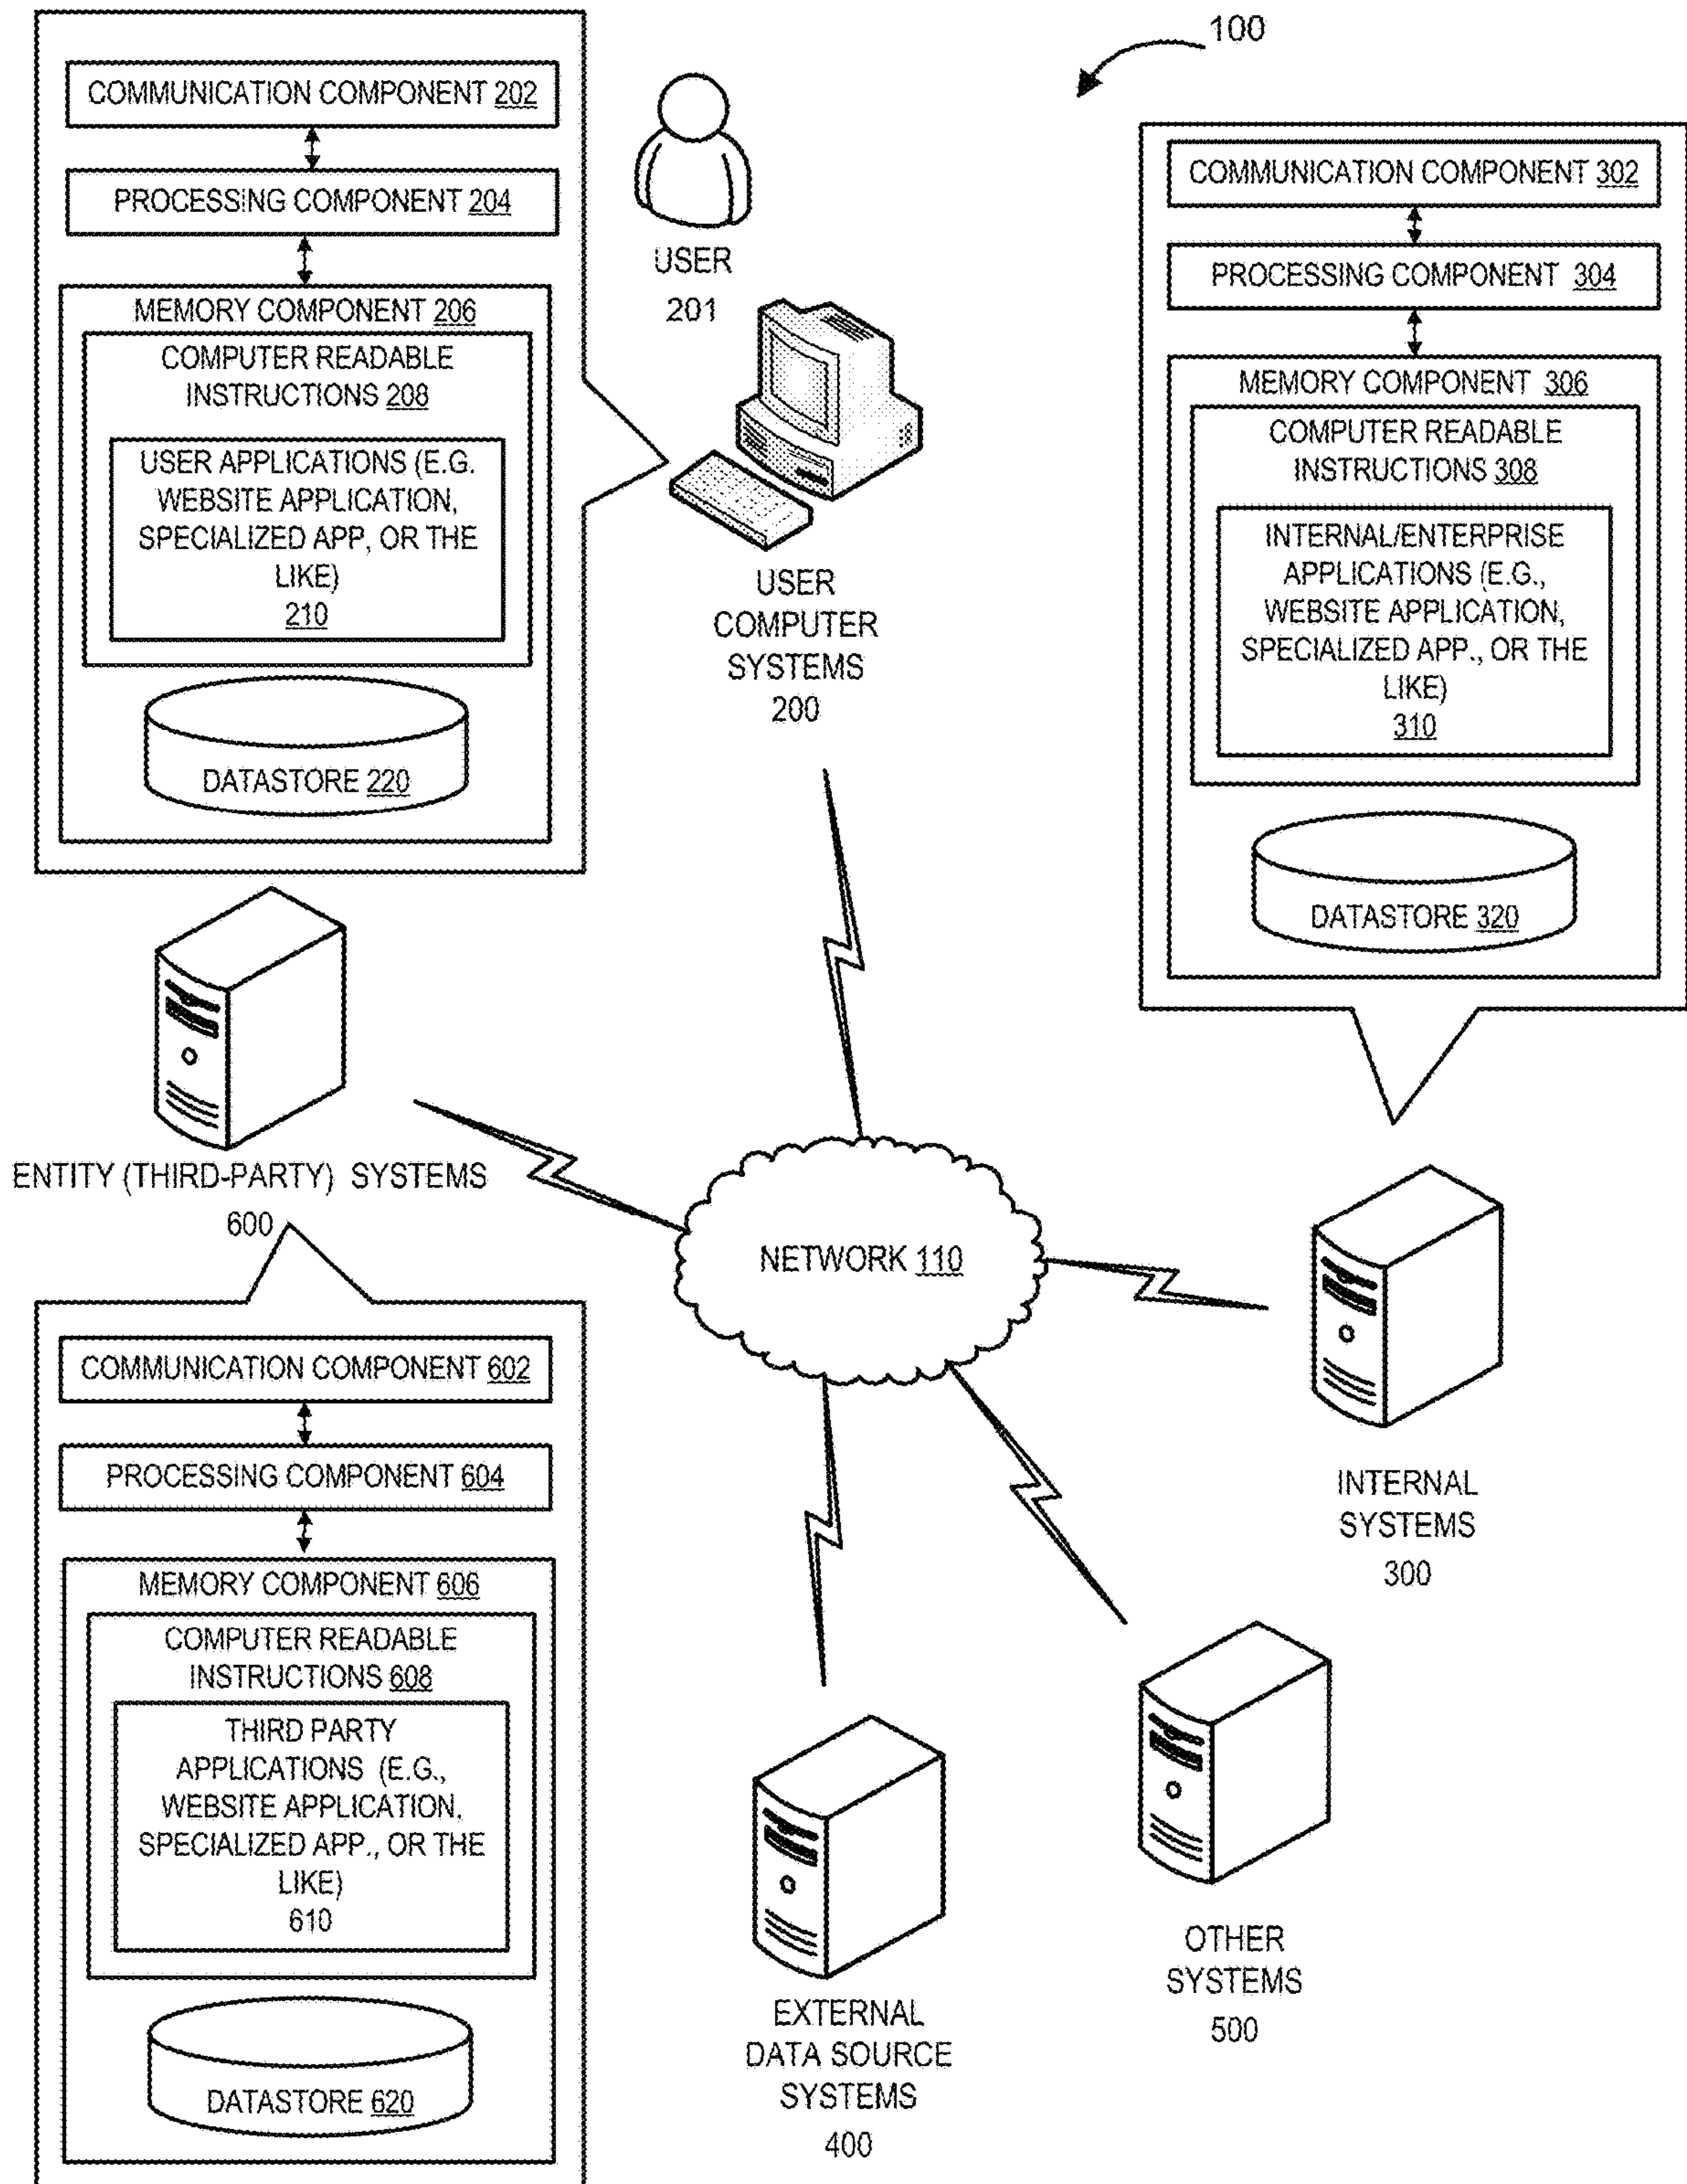 100
COMMUNICATION COMPONENT 202
PROCESSING COMPONENT 204
MEMORY COMPONENT 206
COMPUTER READABLE
INSTRUCTIONS 208
USER APPLICATIONS (E.G.
WEBSITE APPLICATION,
SPECIALIZED APP, OR THE
LIKE)
210
DATASTORE 220
USER
201
USER
COMPUTER
SYSTEMS
200
COMMUNICATION COMPONENT 302
PROCESSING COMPONENT 304
MEMORY COMPONENT 306
COMPUTER READABLE
INSTRUCTIONS 308
INTERNAL/ENTERPRISE
APPLICATIONS (E.G.,
WEBSITE APPLICATION,
SPECIALIZED APP., OR THE
LIKE)
310
DATASTORE 320
ENTITY (THIRD-PARTY) SYSTEMS
600
NETWORK 110
COMMUNICATION COMPONENT 602
PROCESSING COMPONENT 604
MEMORY COMPONENT 606
COMPUTER READABLE
INSTRUCTIONS 608
THIRD PARTY
APPLICATIONS (E.G.,
WEBSITE APPLICATION,
SPECIALIZED APP., OR THE
LIKE)
610
DATASTORE 620
INTERNAL
SYSTEMS
300
OTHER
SYSTEMS
500
EXTERNAL
DATA SOURCE
SYSTEMS
400